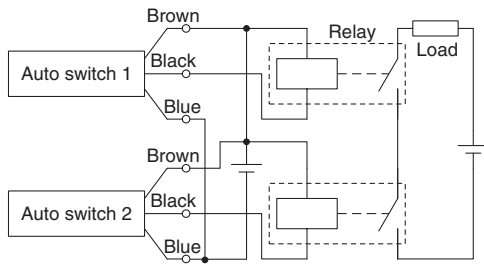 Brown
Relay
Load
Auto switch 1
Black
Blue
Brown
Auto switch 2
Black
Blue